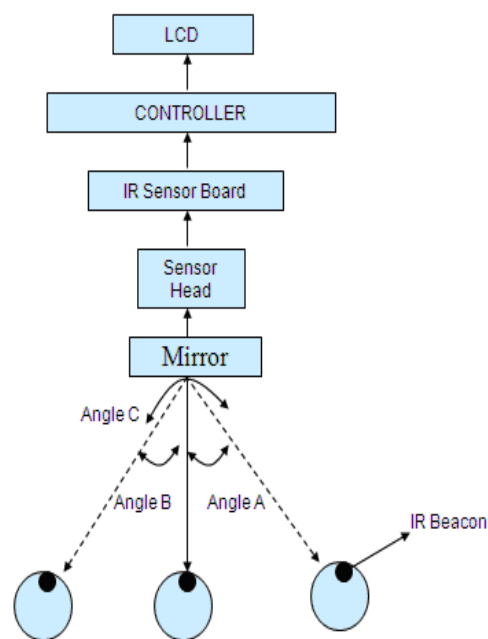 LCD
CONTROLLER
IR Sensor Board
Sensor
Head
Mirror
Angle C
Angle B
Angle A
IR Beacon